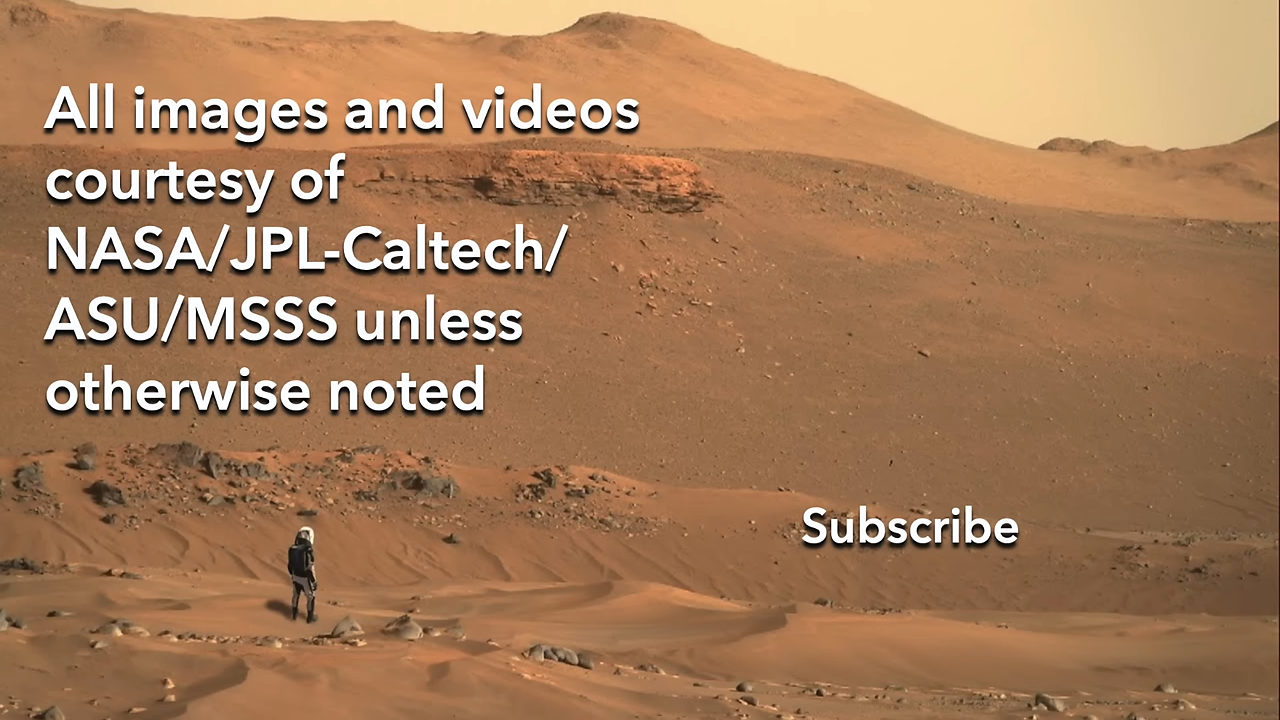 All images and videos
courtesy of
NASA/JPL-Caltech/
ASU/MSSS unless
otherwise noted
Subscribe